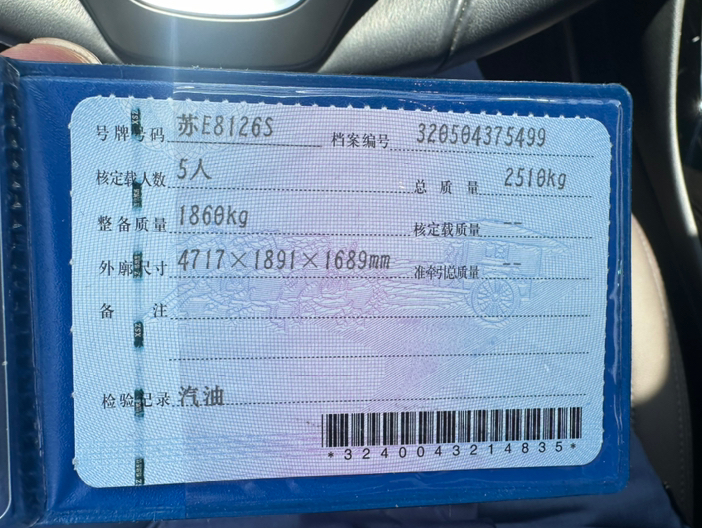 号牌号码 苏E8126S 档案编号 320504375499
核定载人数 5人 总质量 2510kg
整备质量 1860kg 核定载质量 --
外廓尺寸 4717×1891×1689mm 准牵引总质量 --
备注
检验记录 汽油
*3240043214835*